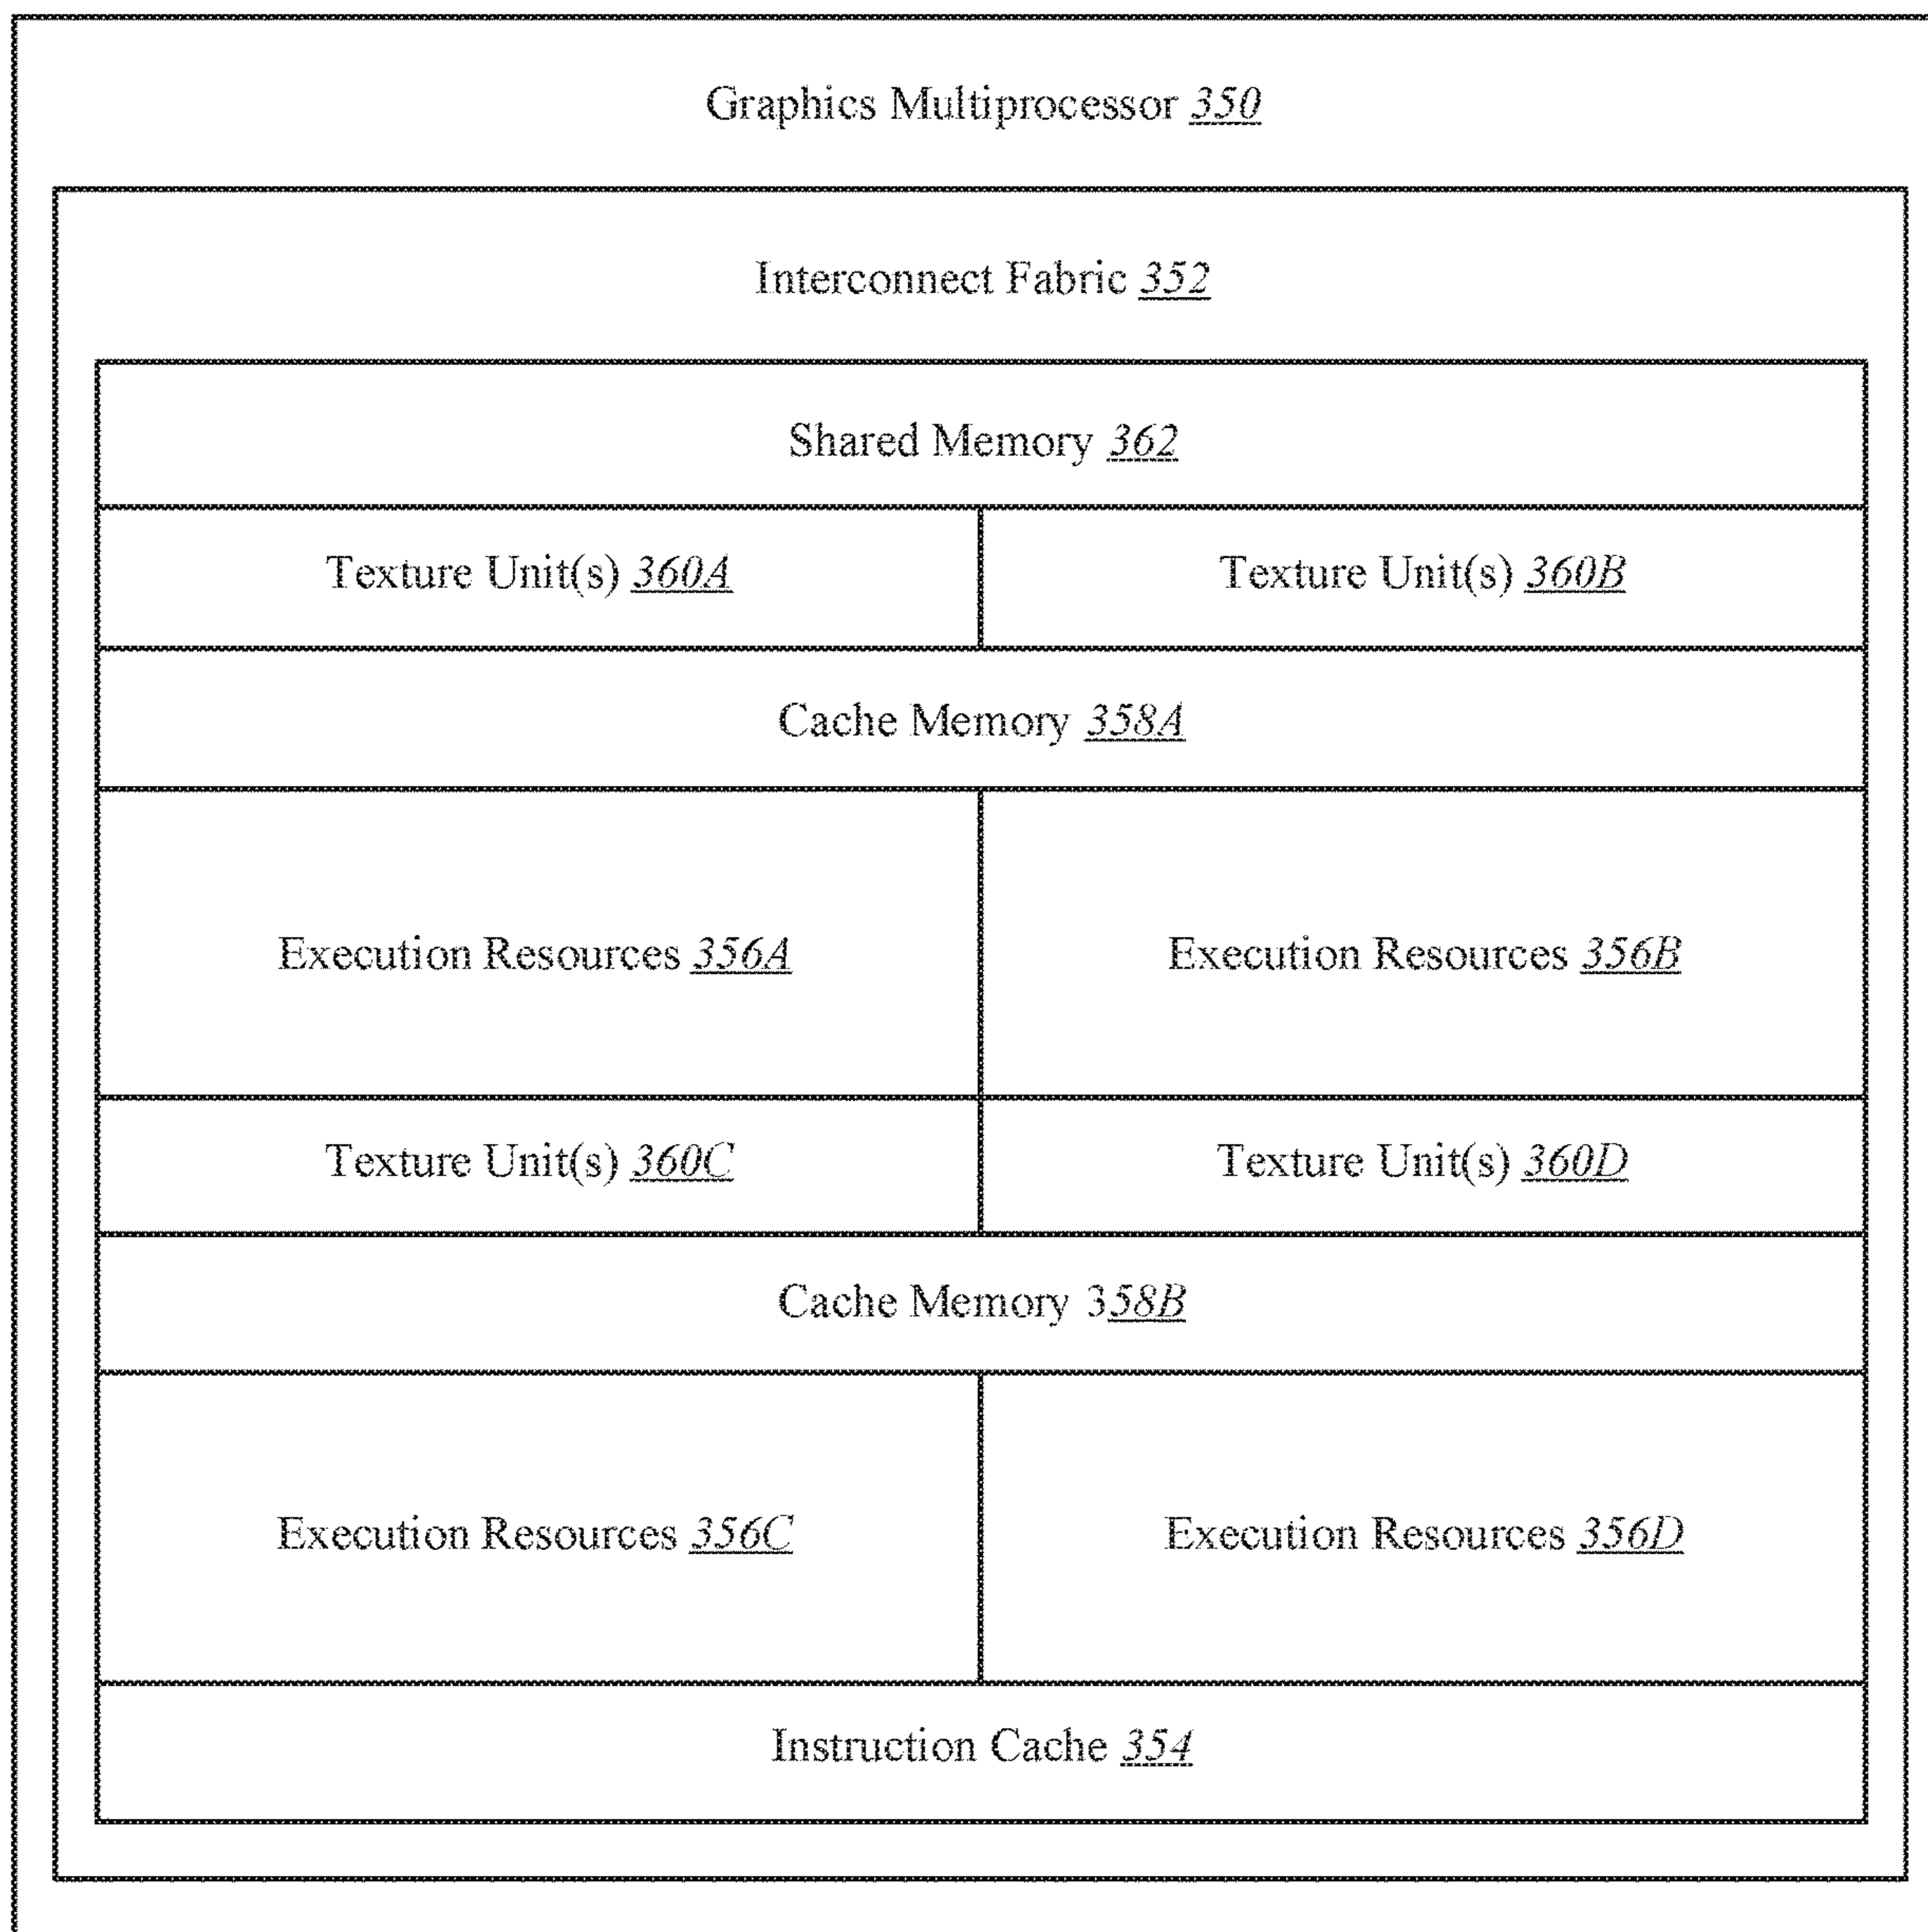 Graphics Multiprocessor 350
Interconnect Fabric 352
Shared Memory 362
Texture Unit(s) 360A
Texture Unit(s) 360B
Cache Memory 358A
Execution Resources 356A
Execution Resources 356B
Texture Unit(s) 360C
Texture Unit(s) 360D
Cache Memory 358B
Execution Resources 356C
Execution Resources 356D
Instruction Cache 354